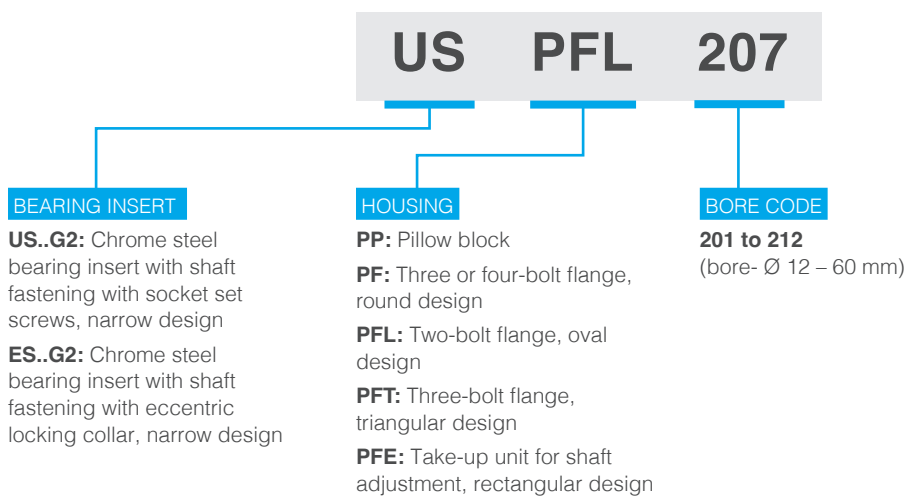 US PFL 207
BEARING INSERT
US..G2: Chrome steel
bearing insert with shaft
fastening with socket set
screws, narrow design
ES..G2: Chrome steel
bearing insert with shaft
fastening with eccentric
locking collar, narrow design
HOUSING
PP: Pillow block
PF: Three or four-bolt flange,
round design
PFL: Two-bolt flange, oval
design
PFT: Three-bolt flange,
triangular design
PFE: Take-up unit for shaft
adjustment, rectangular design
BORE CODE
201 to 212
(bore- Ø 12 – 60 mm)